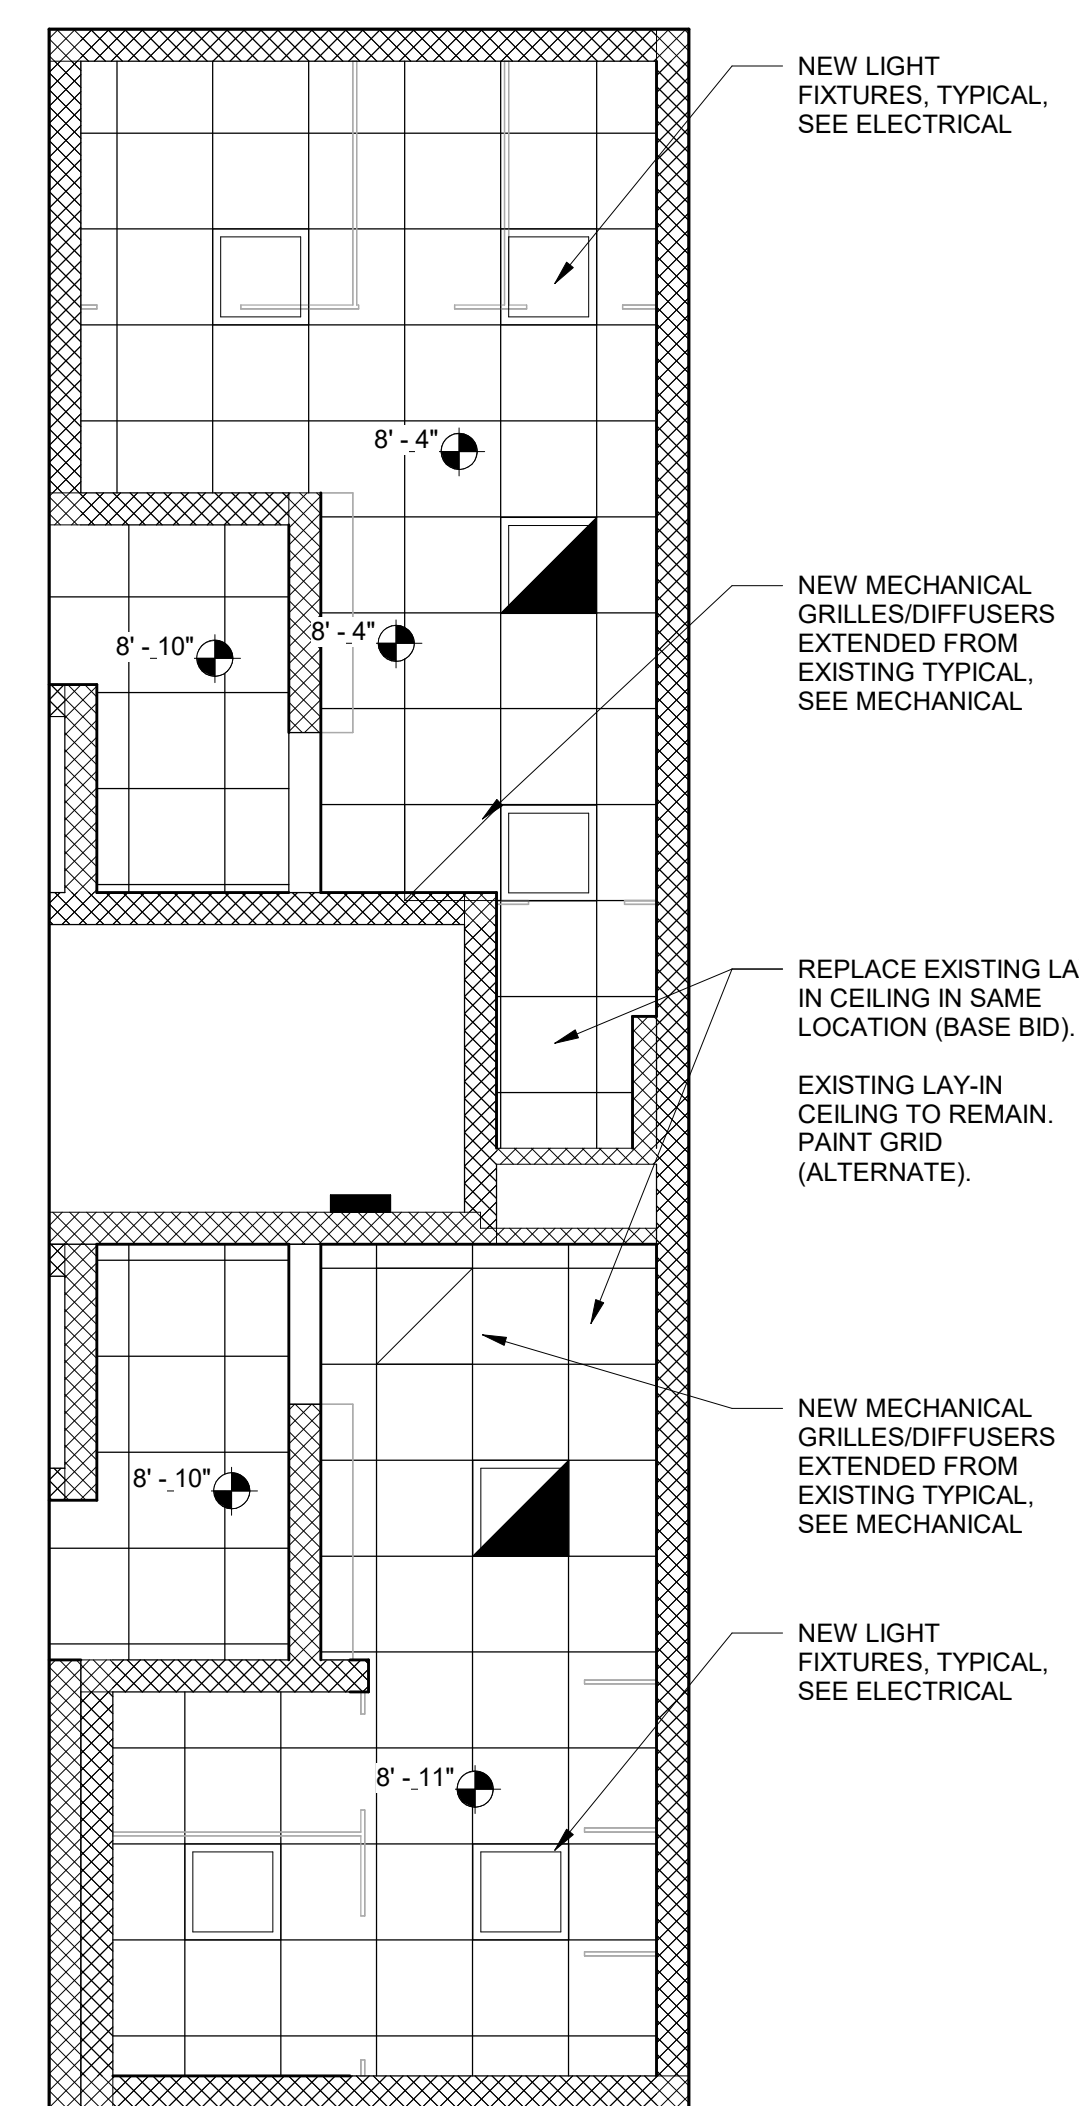 NEW LIGHT
FIXTURES, TYPICAL,
SEE ELECTRICAL
8' - 4"
NEW MECHANICAL
GRILLES/DIFFUSERS
EXTENDED FROM
EXISTING TYPICAL,
SEE MECHANICAL
8' - 4"
8' - 10"
REPLACE EXISTING LA
IN CEILING IN SAME
LOCATION (BASE BID).
EXISTING LAY-IN
CEILING TO REMAIN.
PAINT GRID
(ALTERNATE).
NEW MECHANICAL
GRILLES/DIFFUSERS
EXTENDED FROM
EXISTING TYPICAL,
SEE MECHANICAL
8' - 10"
NEW LIGHT
FIXTURES, TYPICAL,
SEE ELECTRICAL
8' - 11"